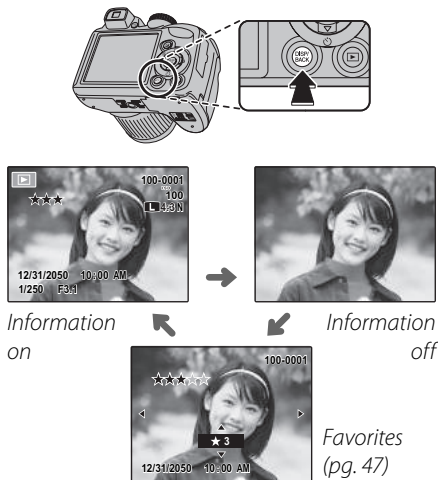 DISP/
BACK
100-0001
100
L 4:3 N
12/31/2050 10:00 AM
1/250 F3.1
Information
on
Information
off
100-0001
3
12/31/2050 10:00 AM
Favorites
(pg. 47)